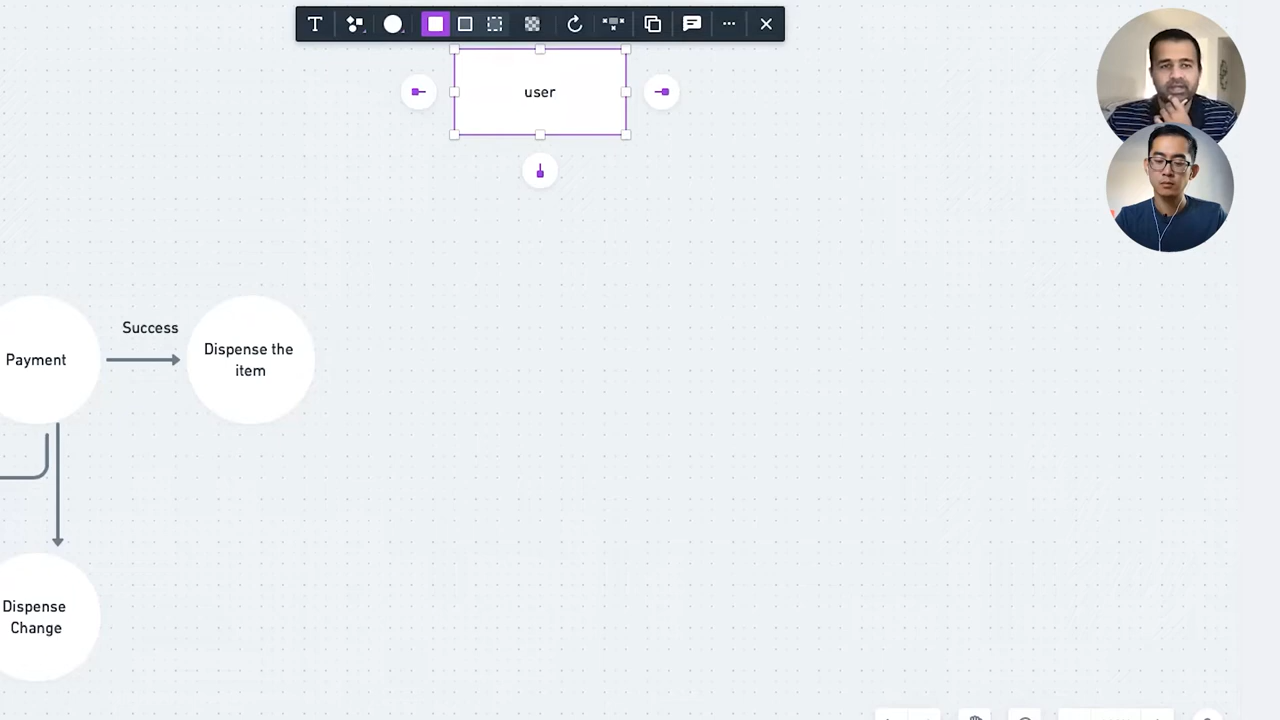 user
Success
Payment
Dispense the
item
Dispense
Change